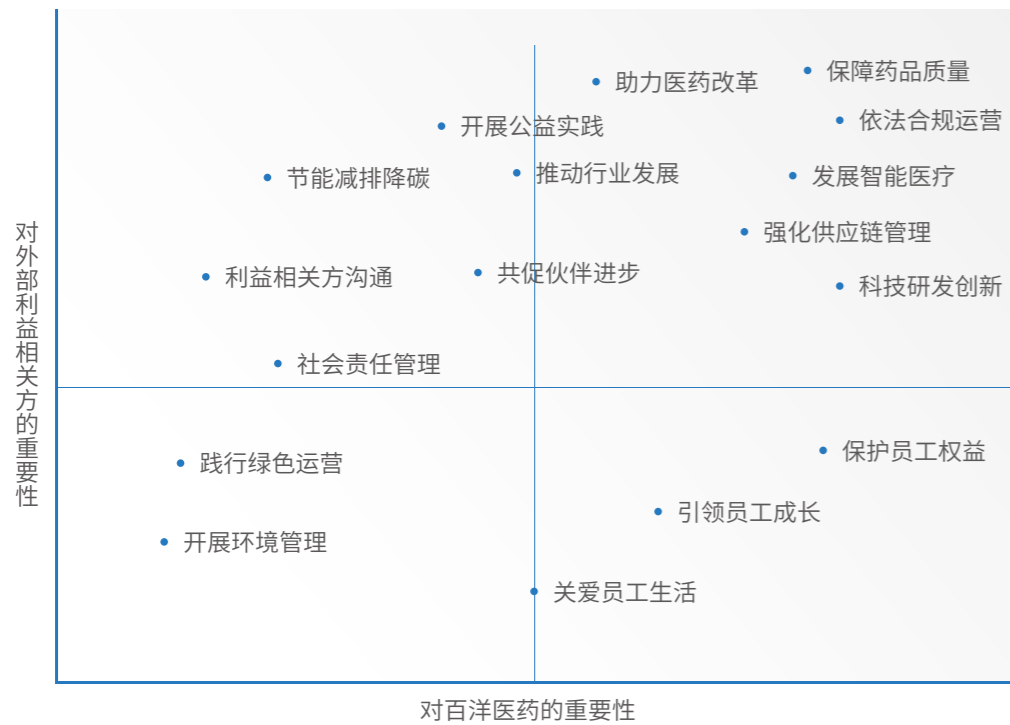 助力医药改革
保障药品质量
开展公益实践
依法合规运营
节能减排降碳
推动行业发展
发展智能医疗
强化供应链管理
利益相关方沟通
共促伙伴进步
科技研发创新
社会责任管理
对外部利益相关方的重要性
践行绿色运营
保护员工权益
引领员工成长
开展环境管理
关爱员工生活
对百洋医药的重要性